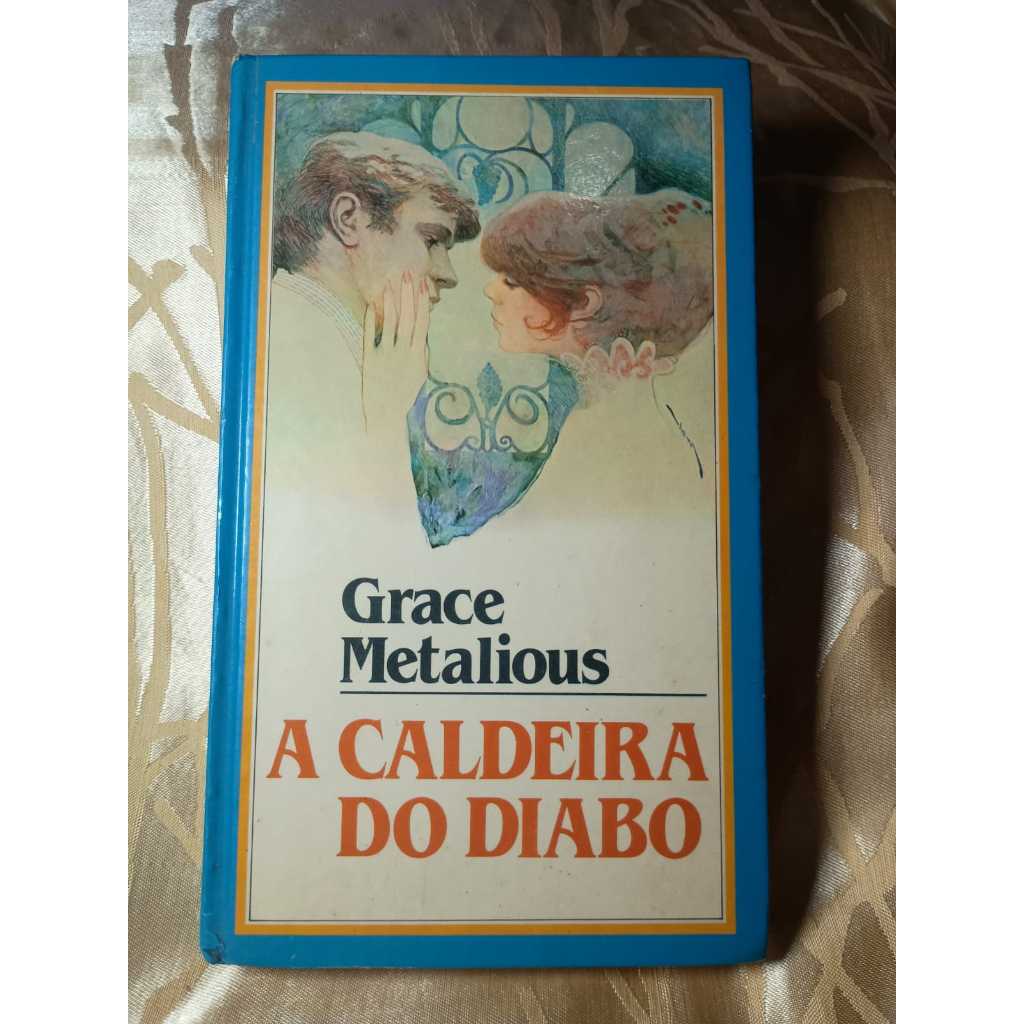 Grace
Metalious
A CALDEIRA
DO DIABO